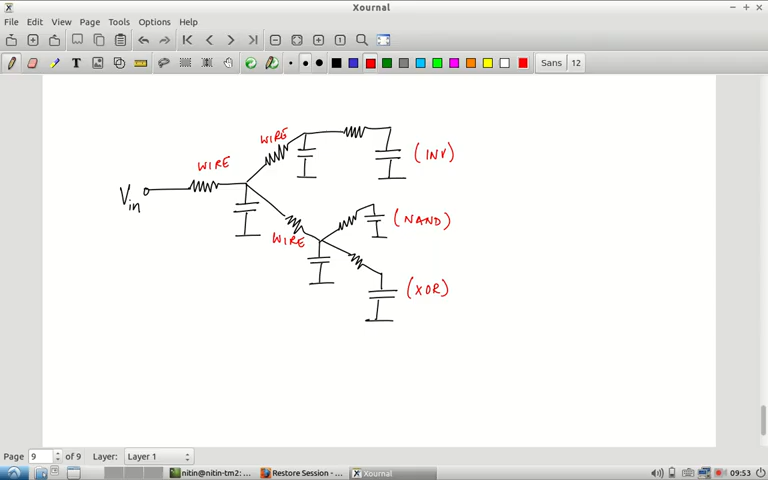 Xournal
File Edit View Page Tools Options Help
Sans 12
WIRE
WIRE
(INV)
Vin
WIRE
(NAND)
(XOR)
Page 9 of 9 Layer: Layer 1
nitin@nitin-tm2: ... Restore Session - ... Xournal 09:53